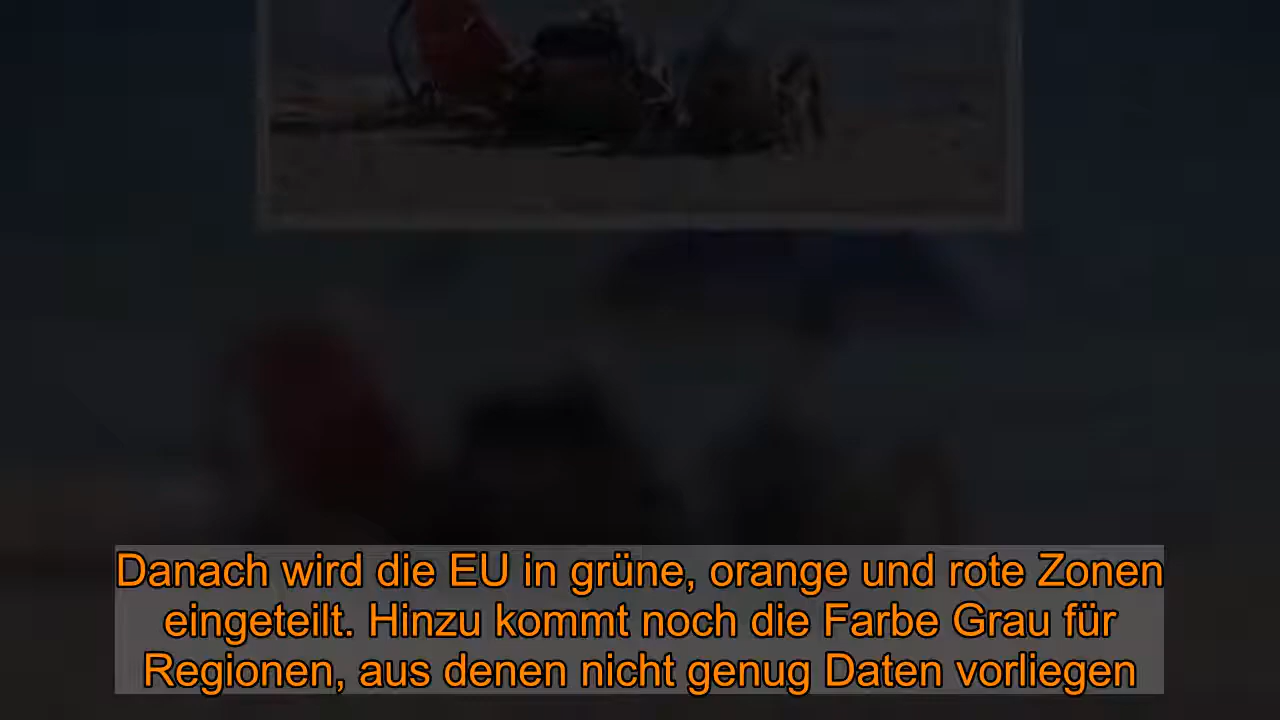 Danach wird die EU in grüne, orange und rote Zonen
eingeteilt. Hinzu kommt noch die Farbe Grau für
Regionen, aus denen nicht genug Daten vorliegen